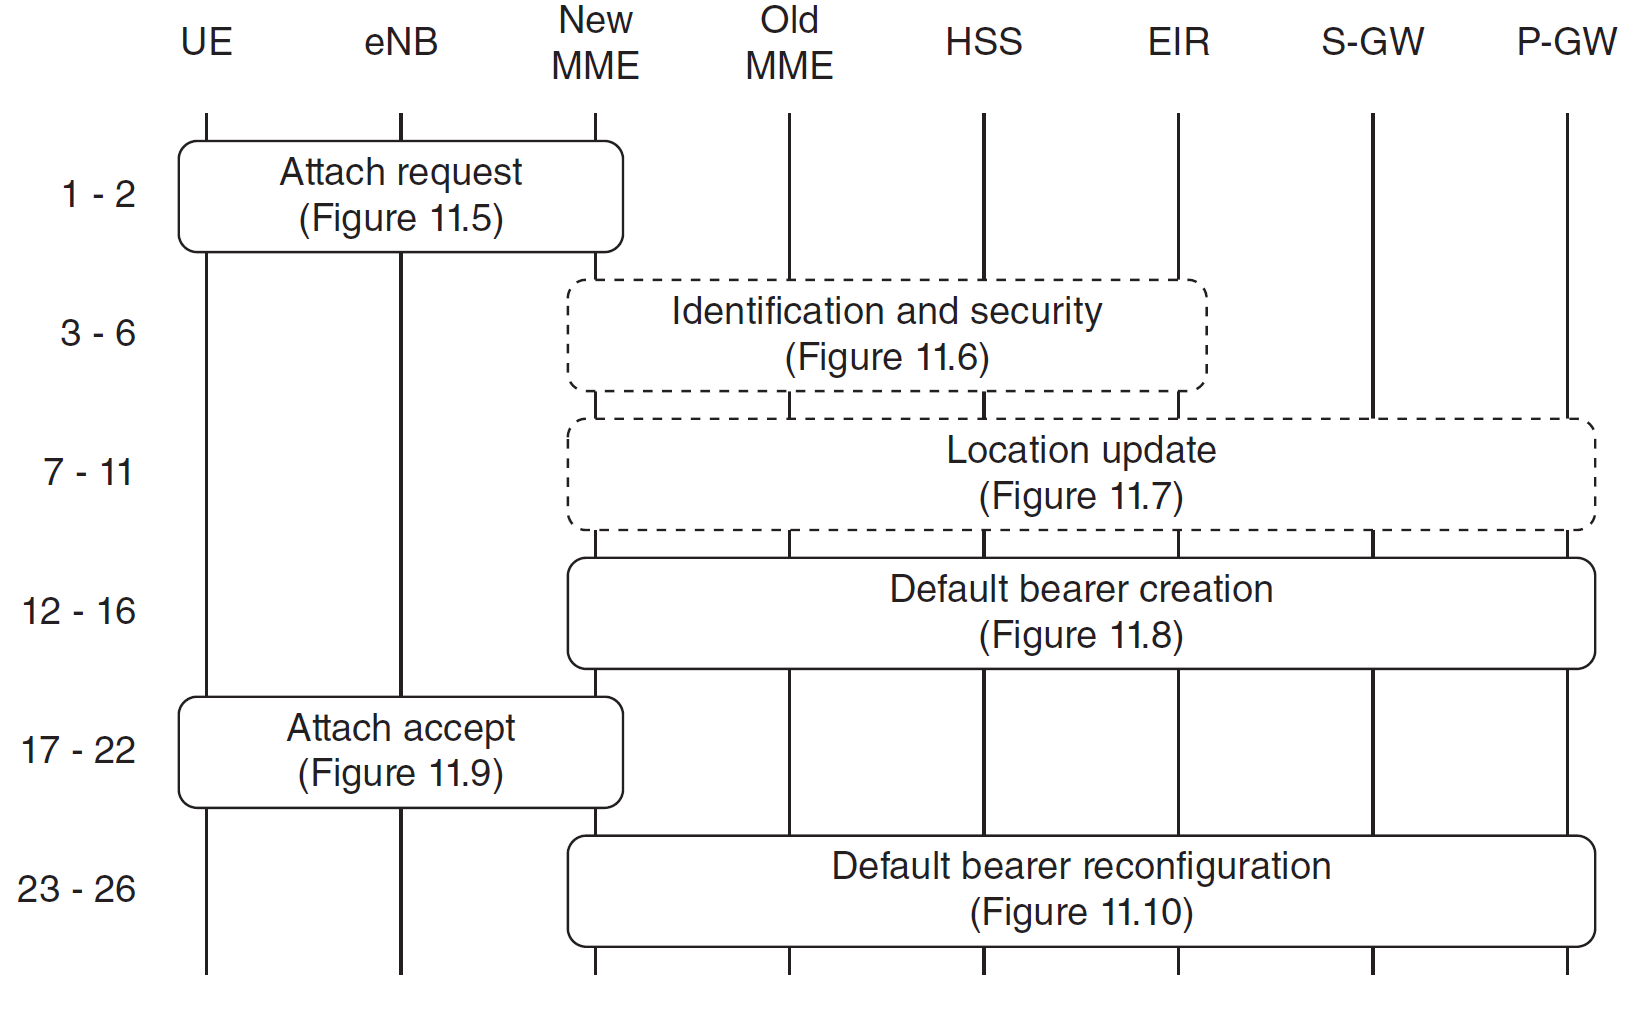 UE eNB New MME Old MME HSS EIR S-GW P-GW
1 - 2
Attach request
(Figure 11.5)
3 - 6
Identification and security
(Figure 11.6)
7 - 11
Location update
(Figure 11.7)
12 - 16
Default bearer creation
(Figure 11.8)
17 - 22
Attach accept
(Figure 11.9)
23 - 26
Default bearer reconfiguration
(Figure 11.10)